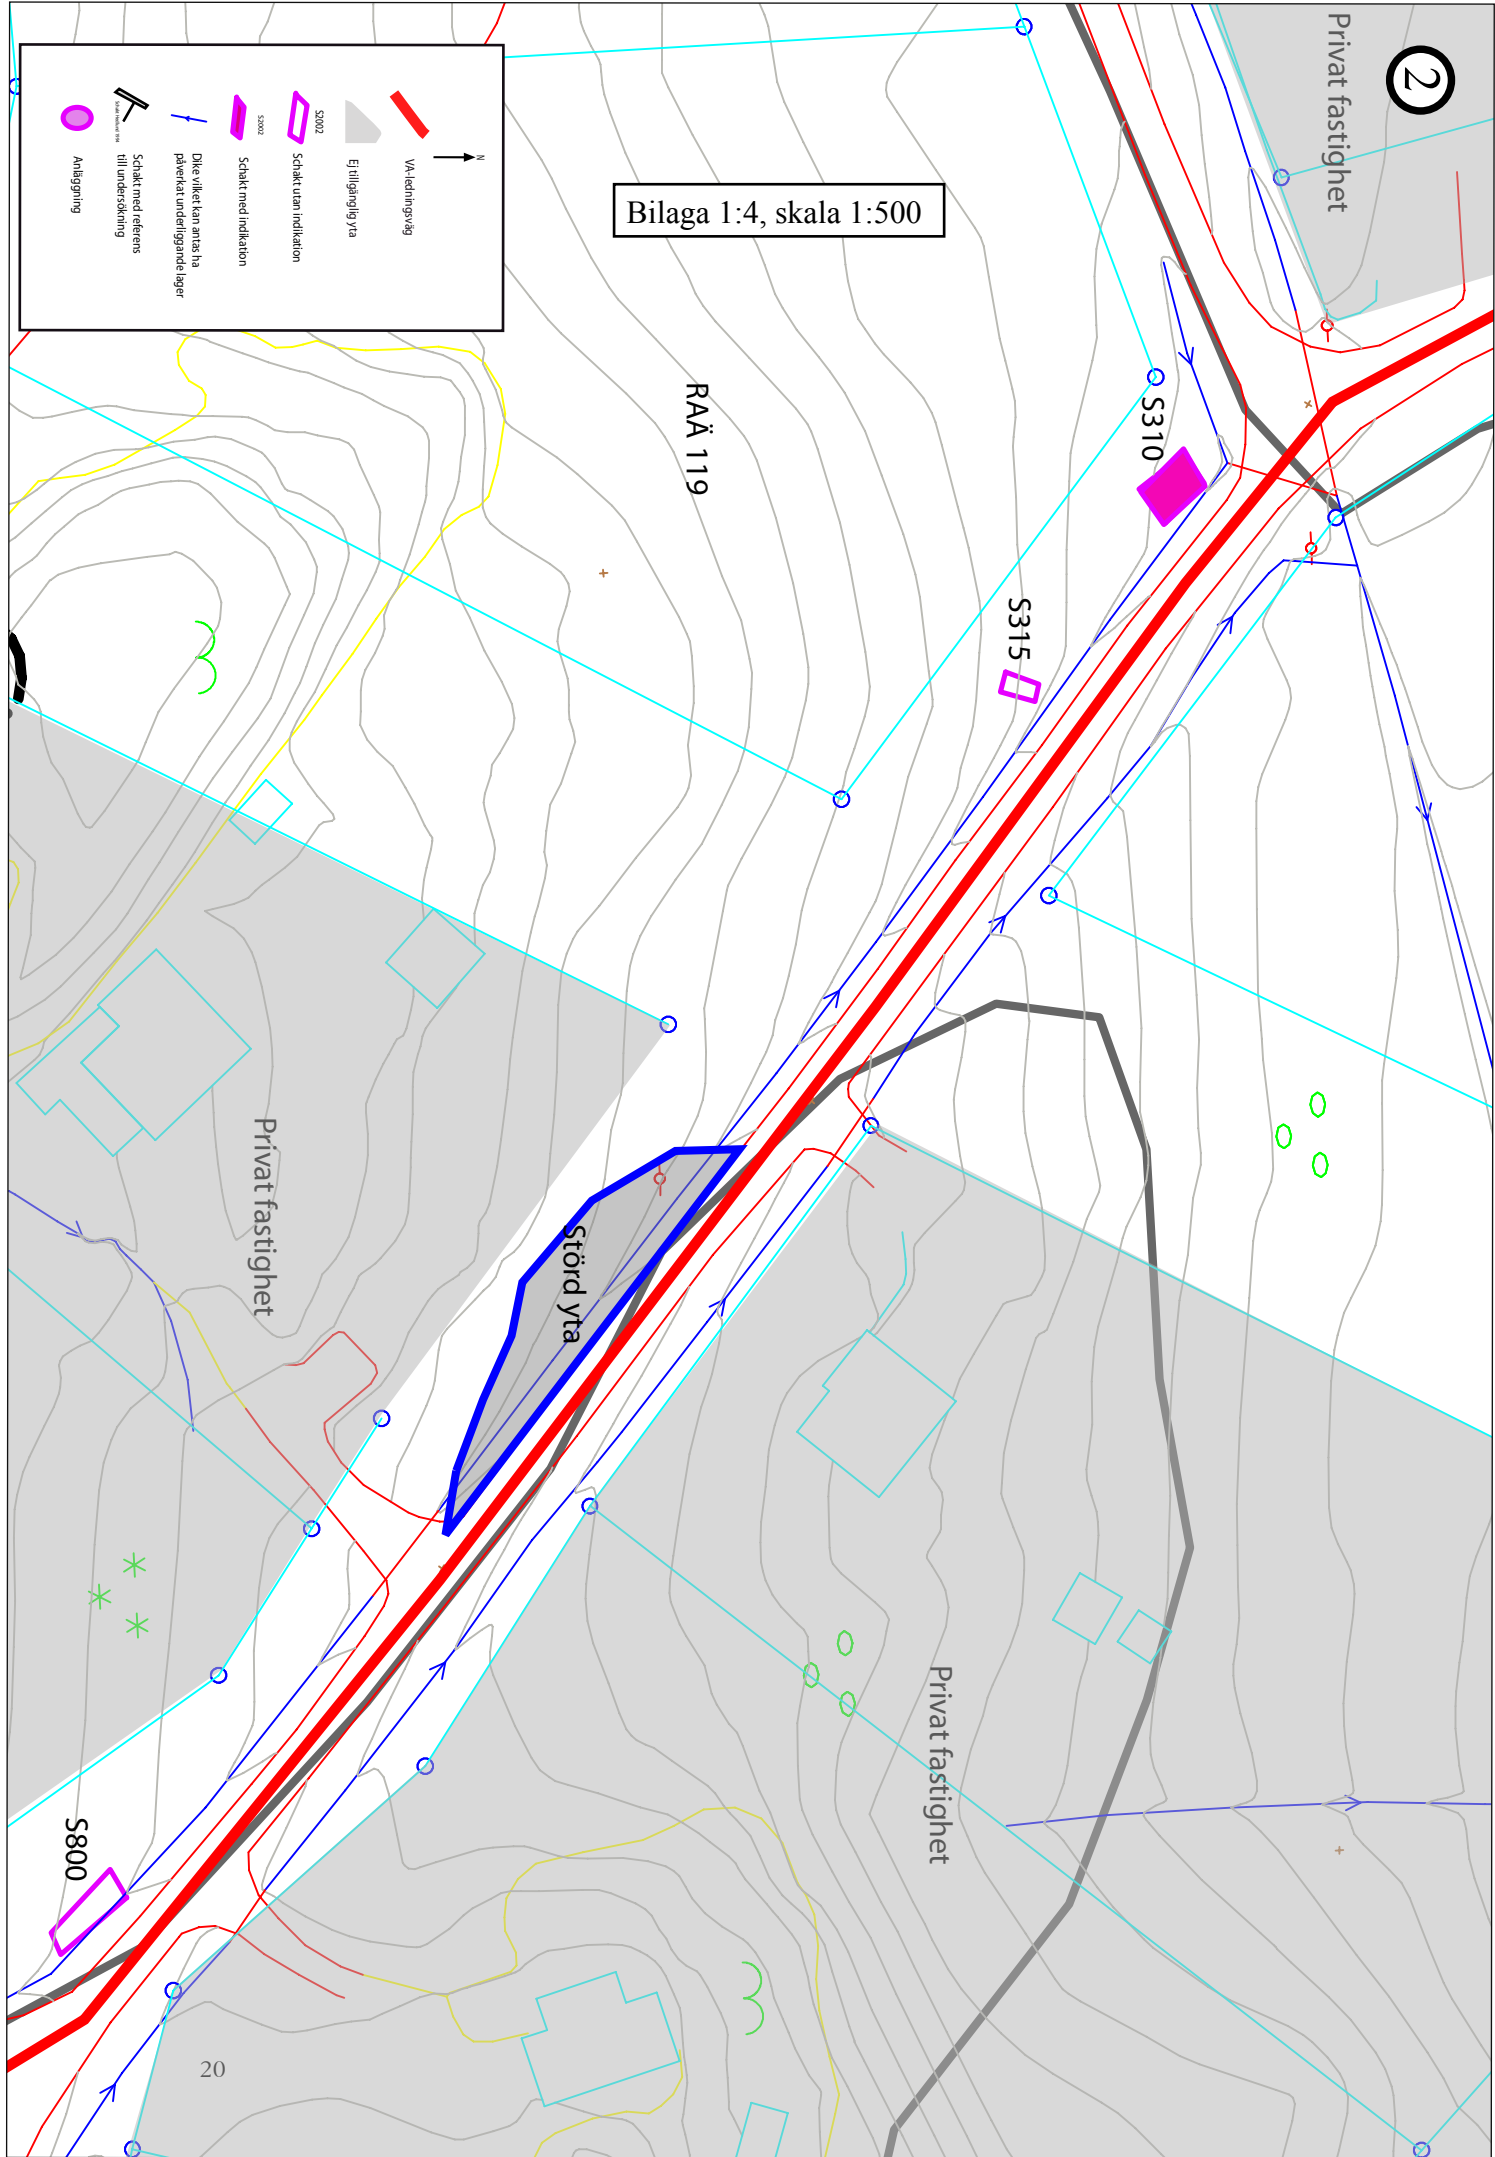 2
Privat fastighet
Bilaga 1:4, skala 1:500
N
VA-ledningsväg
Ej tillgänglig yta
S2002
Schakt utan indikation
S2002
Schakt med indikation
Dike vilket kan antas ha
påverkat underliggande lager
Schakt med referens
till undersökning
Anläggning
RAÄ 119
S310
S315
Privat fastighet
Störd yta
Privat fastighet
S800
20